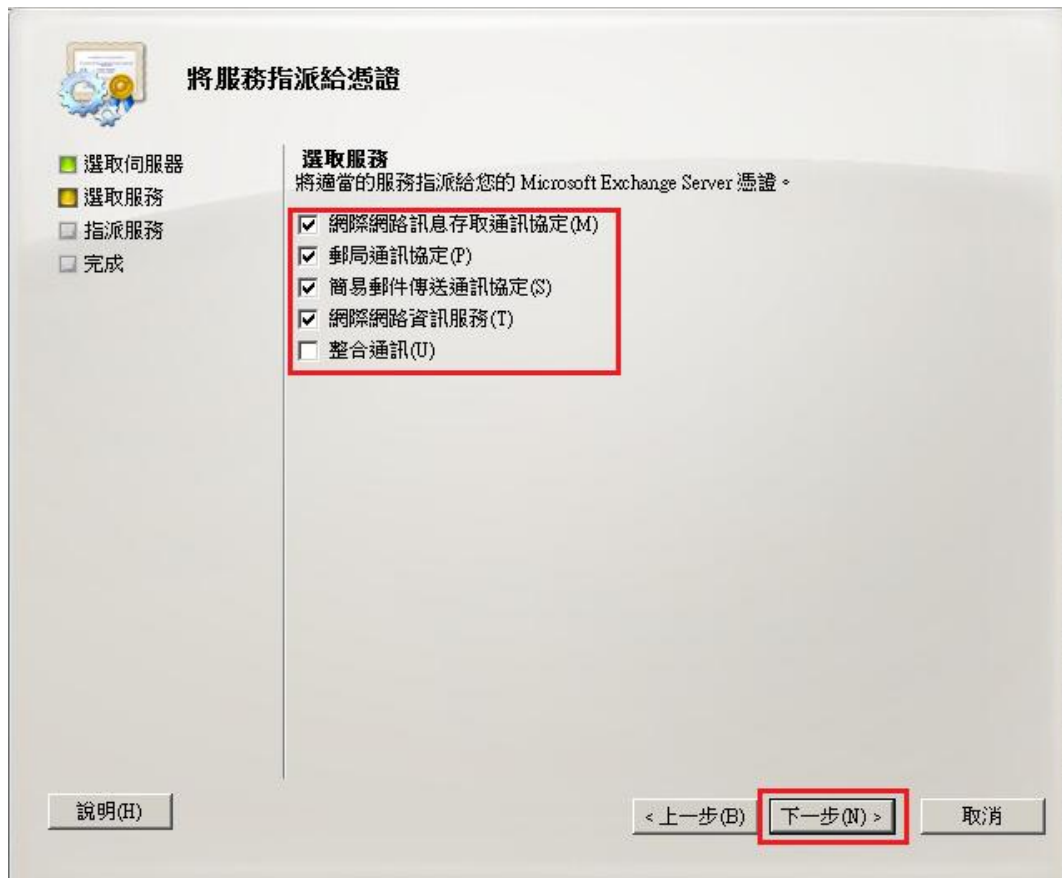 將服務指派給憑證
選取伺服器
選取服務
指派服務
完成
選取服務
將適當的服務指派給您的 Microsoft Exchange Server 憑證。
網際網路訊息存取通訊協定(M)
郵局通訊協定(P)
簡易郵件傳送通訊協定(S)
網際網路資訊服務(T)
整合通訊(U)
說明(H)
< 上一步(B)
下一步(N) >
取消